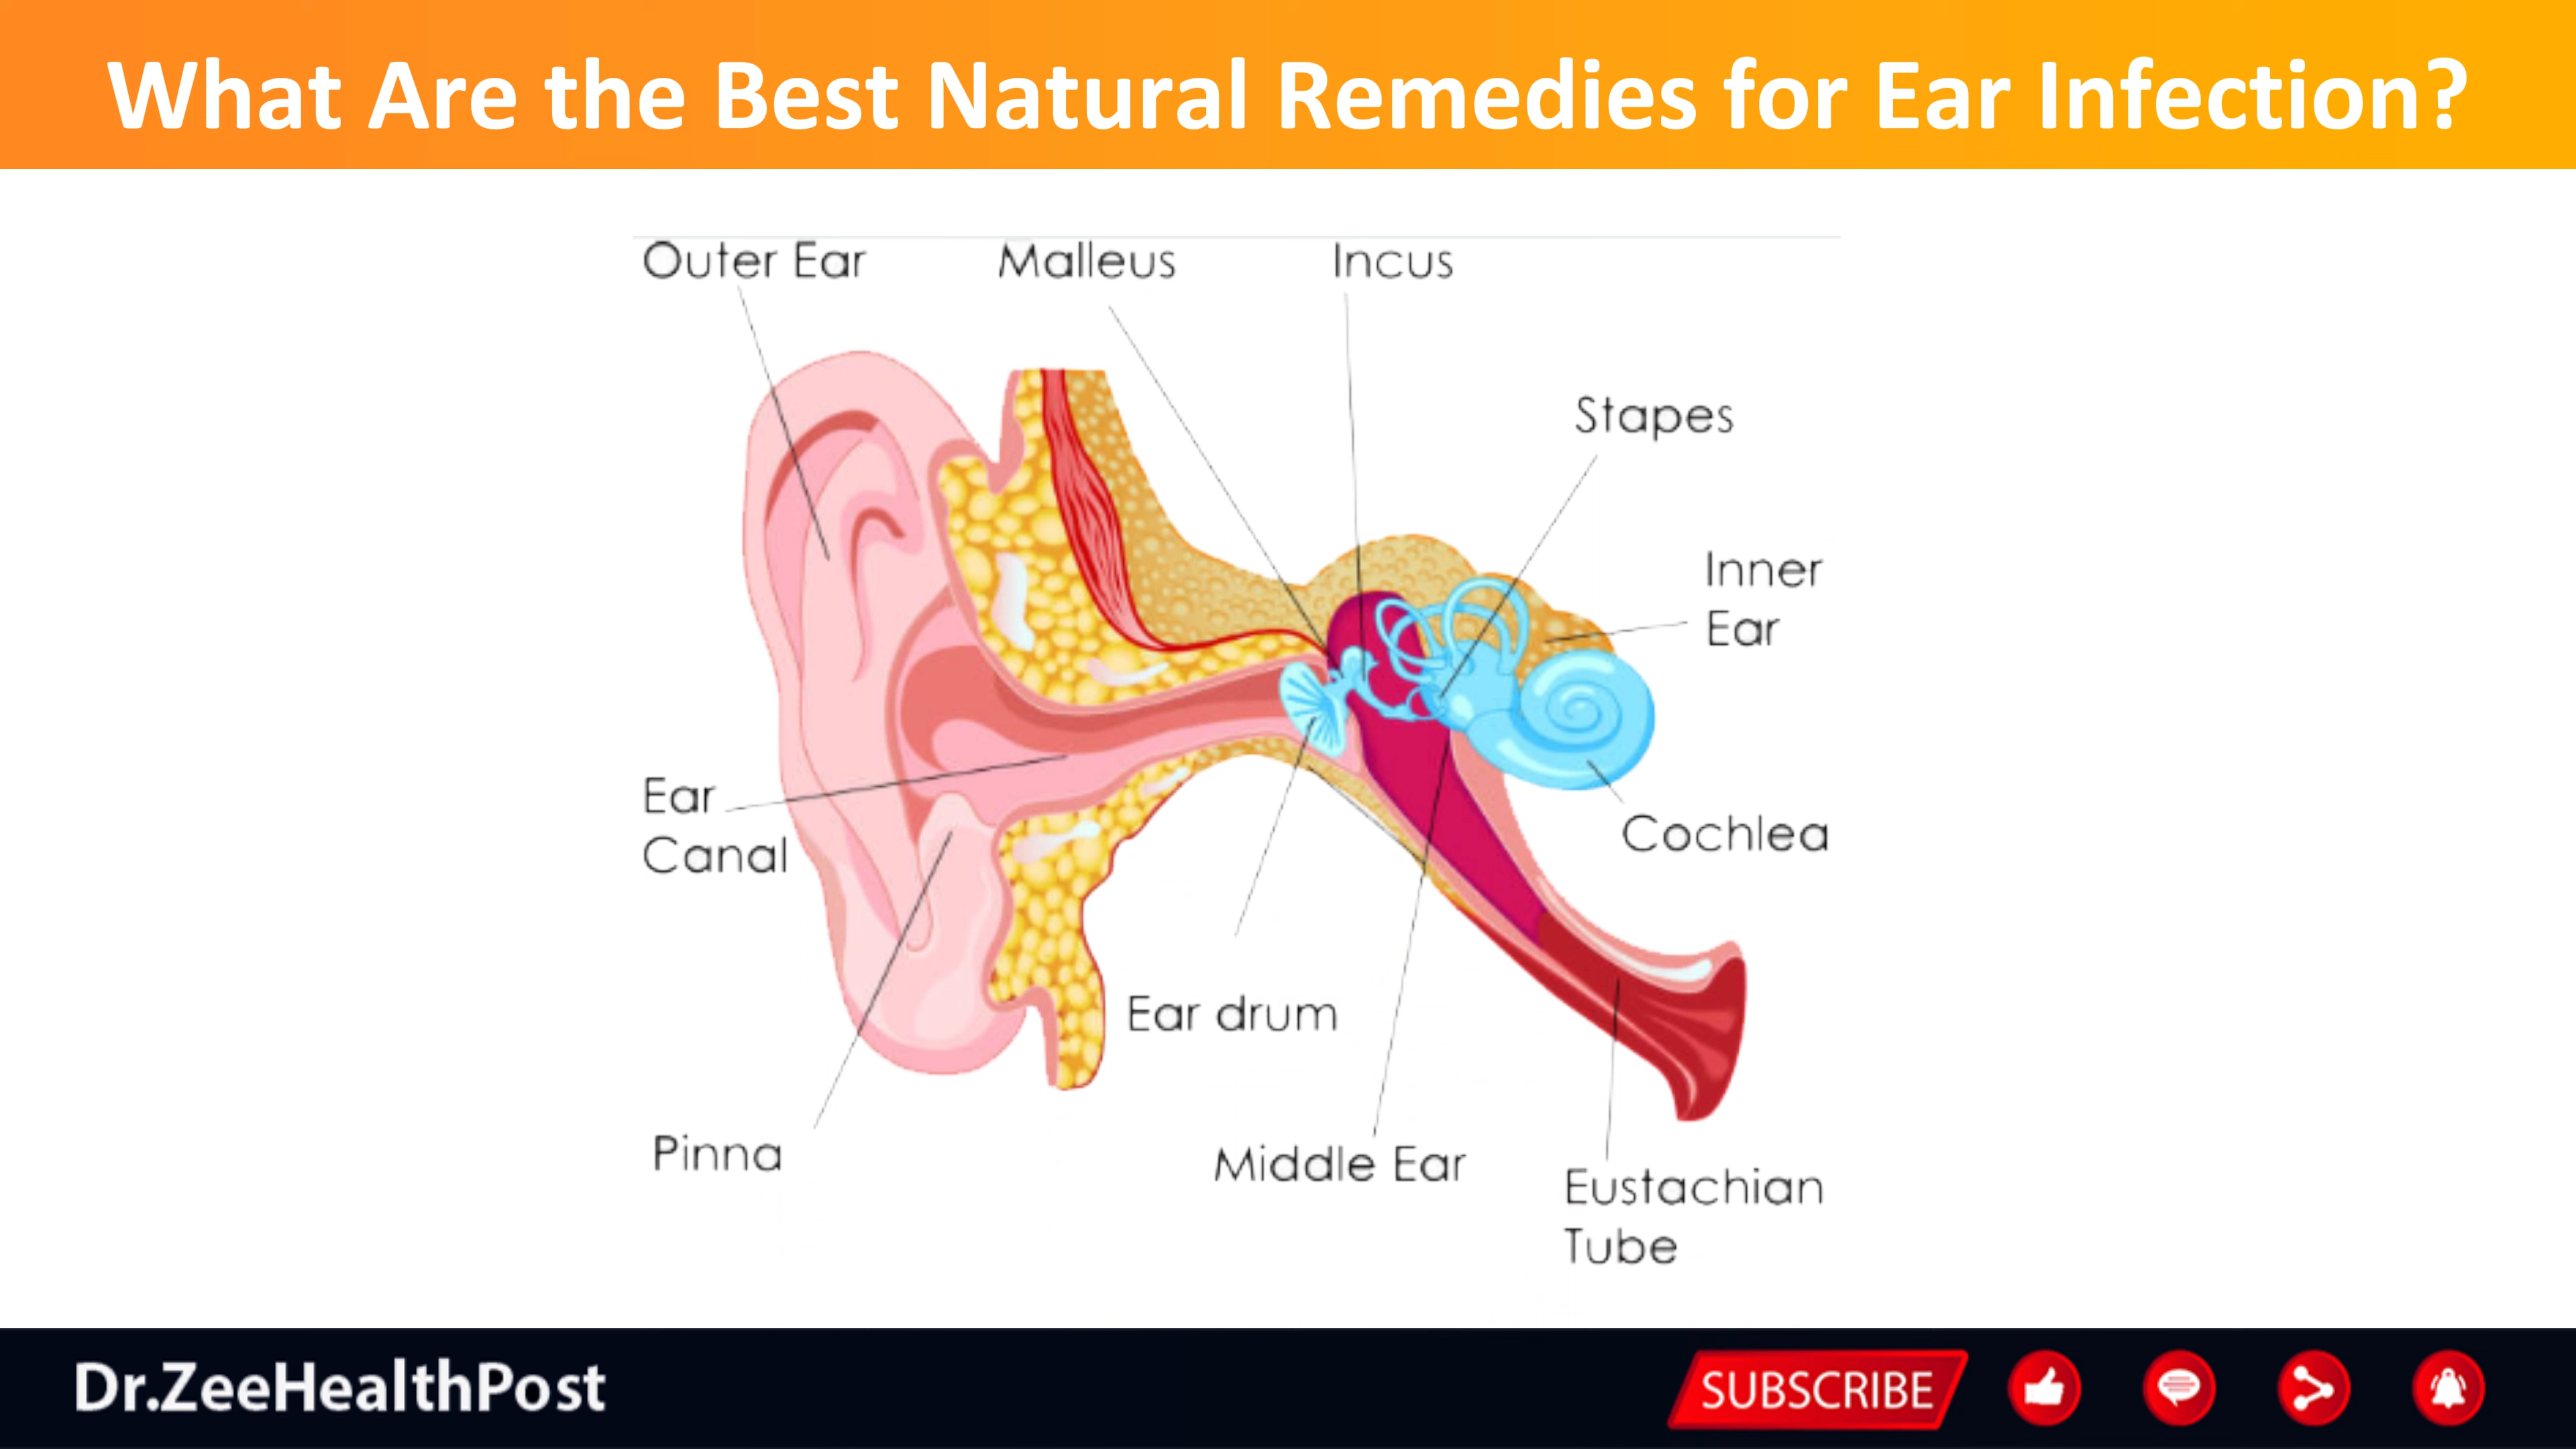 What Are the Best Natural Remedies for Ear Infection?
Outer Ear
Malleus
Incus
Stapes
Inner
Ear
Ear
Canal
Cochlea
Ear drum
Pinna
Middle Ear
Eustachian
Tube
Dr.ZeeHealthPost
SUBSCRIBE